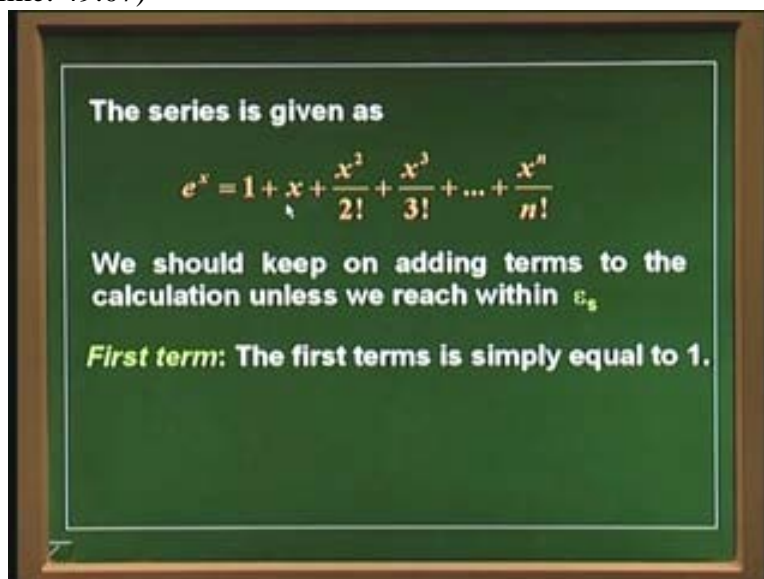 The series is given as
e^x = 1 + x + x^2/2! + x^3/3! + ... + x^n/n!
We should keep on adding terms to the
calculation unless we reach within ε_s
First term: The first terms is simply equal to 1.